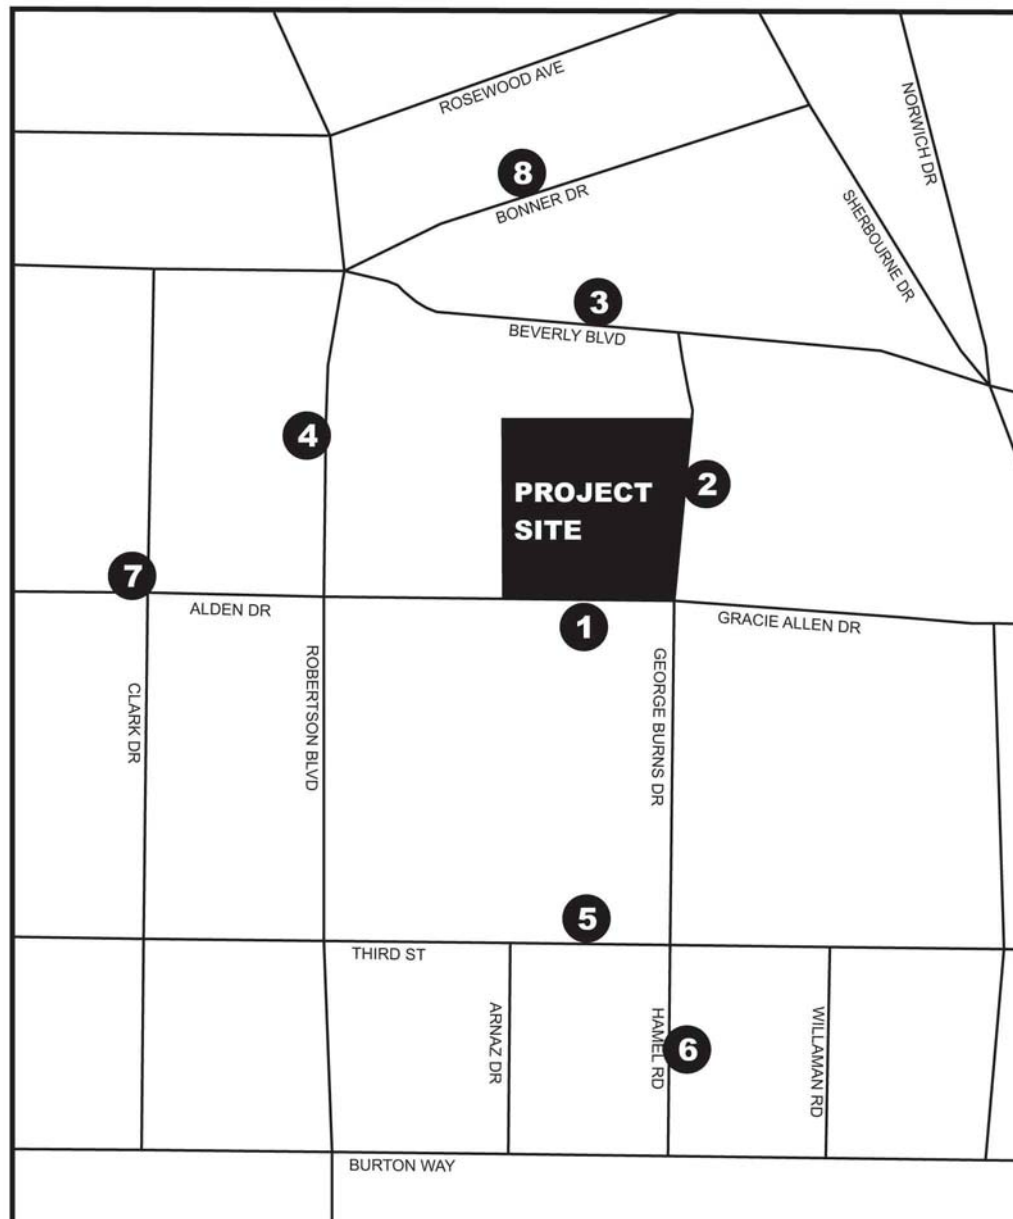 ROSEWOOD AVE
NORWICH DR
8
BONNER DR
SHERBOURNE DR
3
BEVERLY BLVD
4
2
PROJECT
SITE
7
ALDEN DR
1
GRACIE ALLEN DR
CLARK DR
ROBERTSON BLVD
GEORGE BURNS DR
5
THIRD ST
ARNAZ DR
HAMEL RD
6
WILLAMAN RD
BURTON WAY